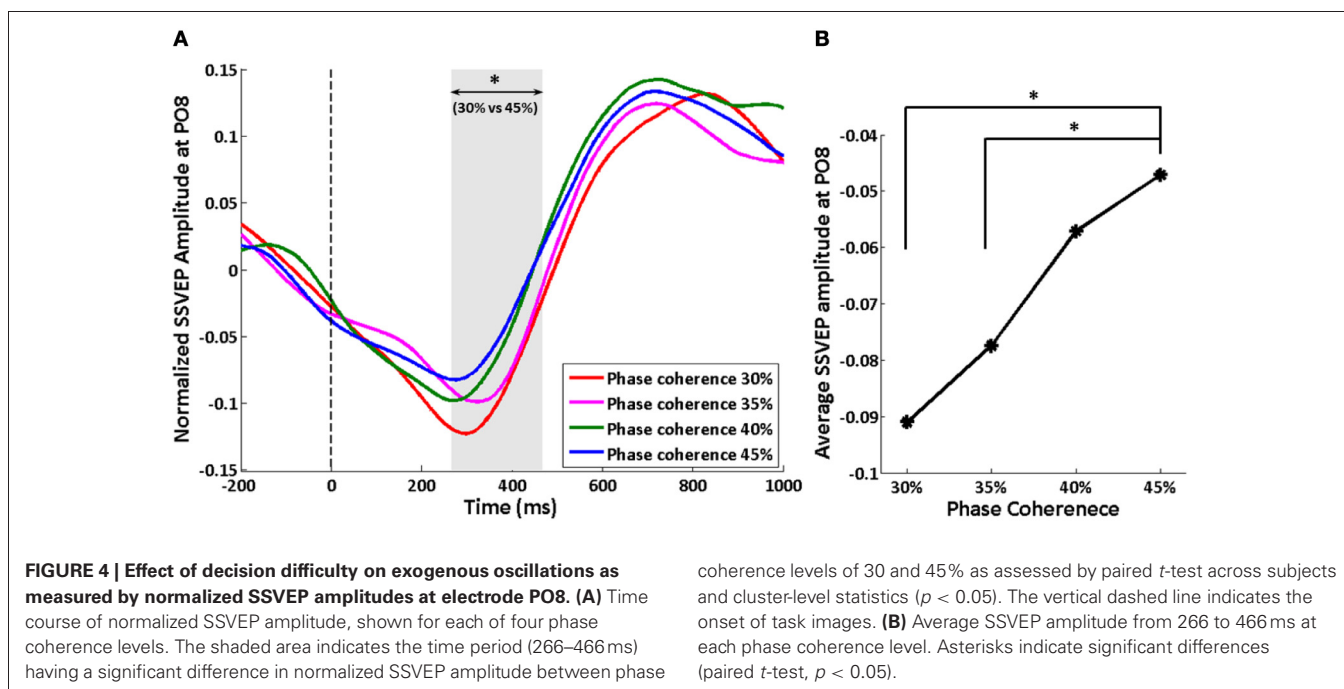 A
Normalized SSVEP Amplitude at PO8
0.15
0.1
0.05
0
-0.05
-0.1
-0.15
*
(30% vs 45%)
Phase coherence 30%
Phase coherence 35%
Phase coherence 40%
Phase coherence 45%
-200
0
200
400
600
800
1000
Time (ms)
B
Average SSVEP amplitude at PO8
-0.04
-0.05
-0.06
-0.07
-0.08
-0.09
-0.1
*
*
30%
35%
40%
45%
Phase Coherenece
FIGURE 4 | Effect of decision difficulty on exogenous oscillations as
measured by normalized SSVEP amplitudes at electrode PO8. (A) Time
course of normalized SSVEP amplitude, shown for each of four phase
coherence levels. The shaded area indicates the time period (266–466 ms)
having a significant difference in normalized SSVEP amplitude between phase
coherence levels of 30 and 45% as assessed by paired t-test across subjects
and cluster-level statistics (p < 0.05). The vertical dashed line indicates the
onset of task images. (B) Average SSVEP amplitude from 266 to 466 ms at
each phase coherence level. Asterisks indicate significant differences
(paired t-test, p < 0.05).